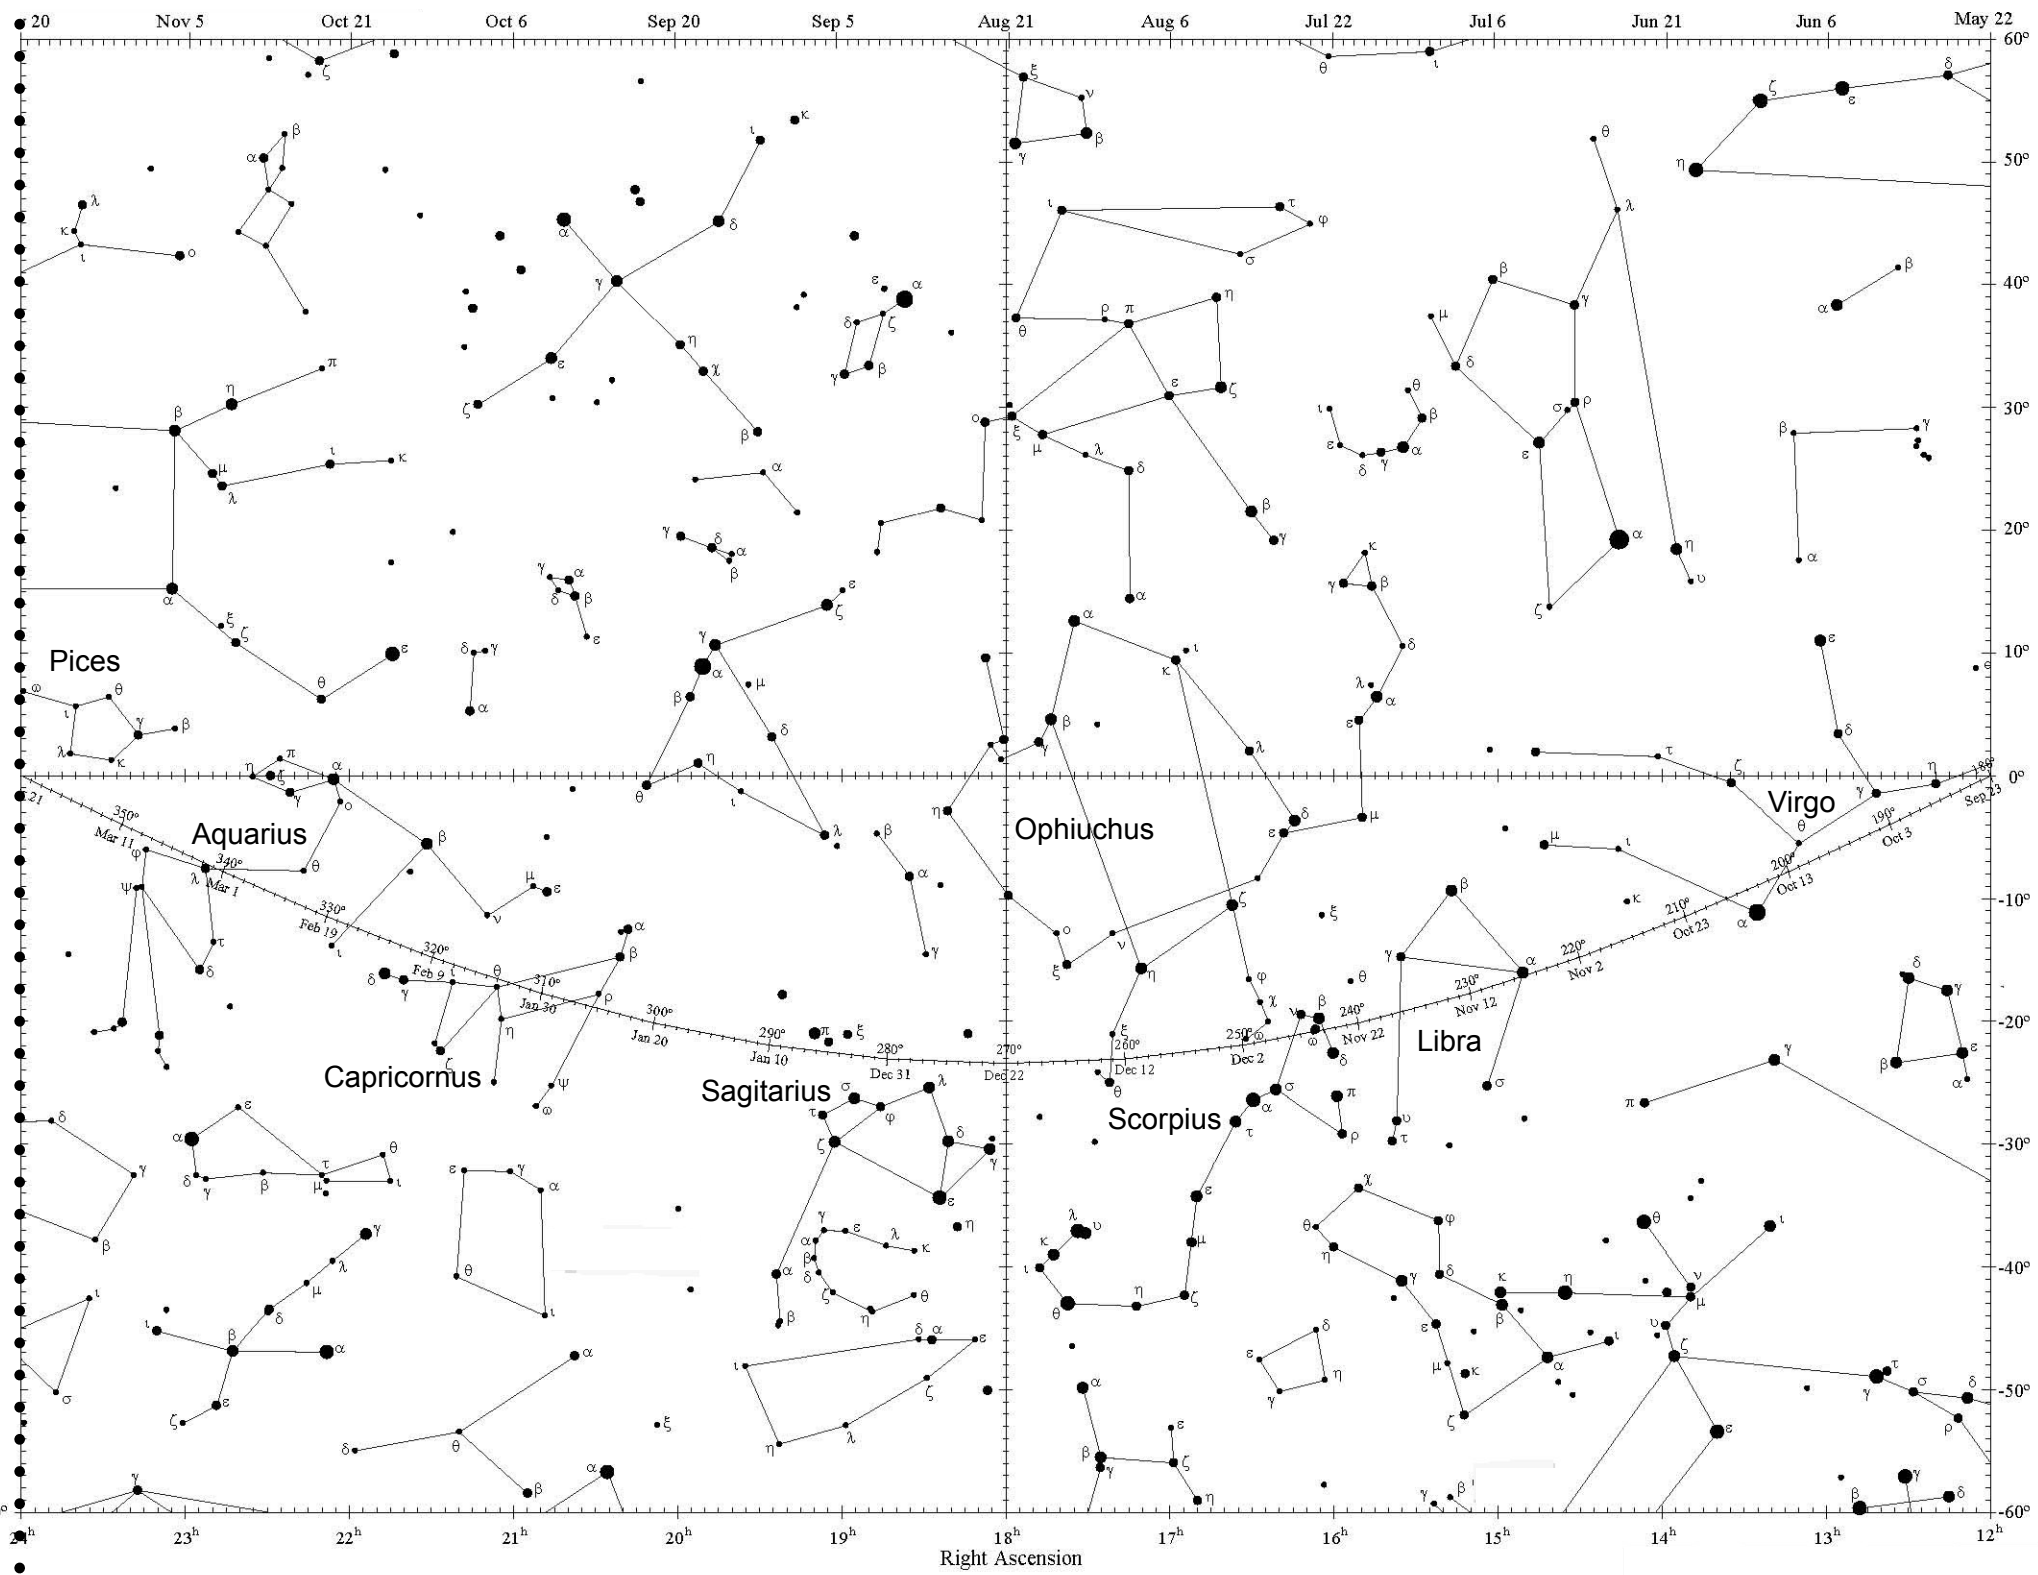 20 Nov 5 Oct 21 Oct 6 Sep 20 Sep 5 Aug 21 Aug 6 Jul 22 Jul 6 Jun 21 Jun 6 May 22
60°
ζ ξ ν θ ι ζ ε δ
β ι κ γ β θ
α η 50°
λ κ ι ο α δ ι τ φ σ λ
γ ε α β γ β
δ ζ θ ρ π η μ α 40°
π η ε η χ γ β δ
β ζ β ο ξ μ ε ζ ι θ β σ ρ β γ 30°
μ λ ι κ α λ δ ε δ γ α ε
γ δ α β β γ α η 20°
α γ α δ β ε ζ α κ γ β ζ υ α
ξ ζ ε δ γ γ α κ ι δ ε 10°
Pices
ω θ ι γ β λ κ θ α β μ β γ λ α ε δ
π η ζ γ α ο θ η ι δ λ τ ζ γ η 0° 180°
21 Sep 23
Aquarius Ophiuchus Virgo
350° Mar 11
φ λ θ β λ β η δ ε μ μ ι θ 190° Oct 3
340° Mar 1
ψ μ ε α ζ β κ 200° Oct 13
330° Feb 19
ν ι α β γ ο ν ξ α -10° 210° Oct 23
τ δ 320° Feb 9 ξ η γ α 220° Nov 2
δ γ ι θ 310° Jan 30 ρ φ χ θ δ γ 230° Nov 12
η 300° Jan 20 π ξ ξ ω ν β ω 240° Nov 22 -20°
290° Jan 10 280° Dec 31 270° Dec 22 260° Dec 12 250° Dec 2
Capricornus Sagitarius Scorpius Libra
ζ ψ ω σ λ θ δ σ γ β ε α
δ ε τ φ α σ π υ π
α ζ δ γ τ ρ τ -30°
γ δ γ β τ μ θ ι ε γ α ε ε χ
γ γ ε η λ υ θ φ θ ι
β λ α β δ λ κ κ μ η
ι θ α ι γ δ -40°
μ δ ζ η θ θ η ζ κ η ν μ
ι β α ι β δ α ε δ ε β υ
α ι ε η μ κ α ι ζ
σ ζ α γ ζ γ τ σ δ -50°
ζ ε δ θ ξ η λ β γ ε ζ ε ρ
γ α β η γ β β γ δ -60°
24h 23h 22h 21h 20h 19h 18h 17h 16h 15h 14h 13h 12h
Right Ascension